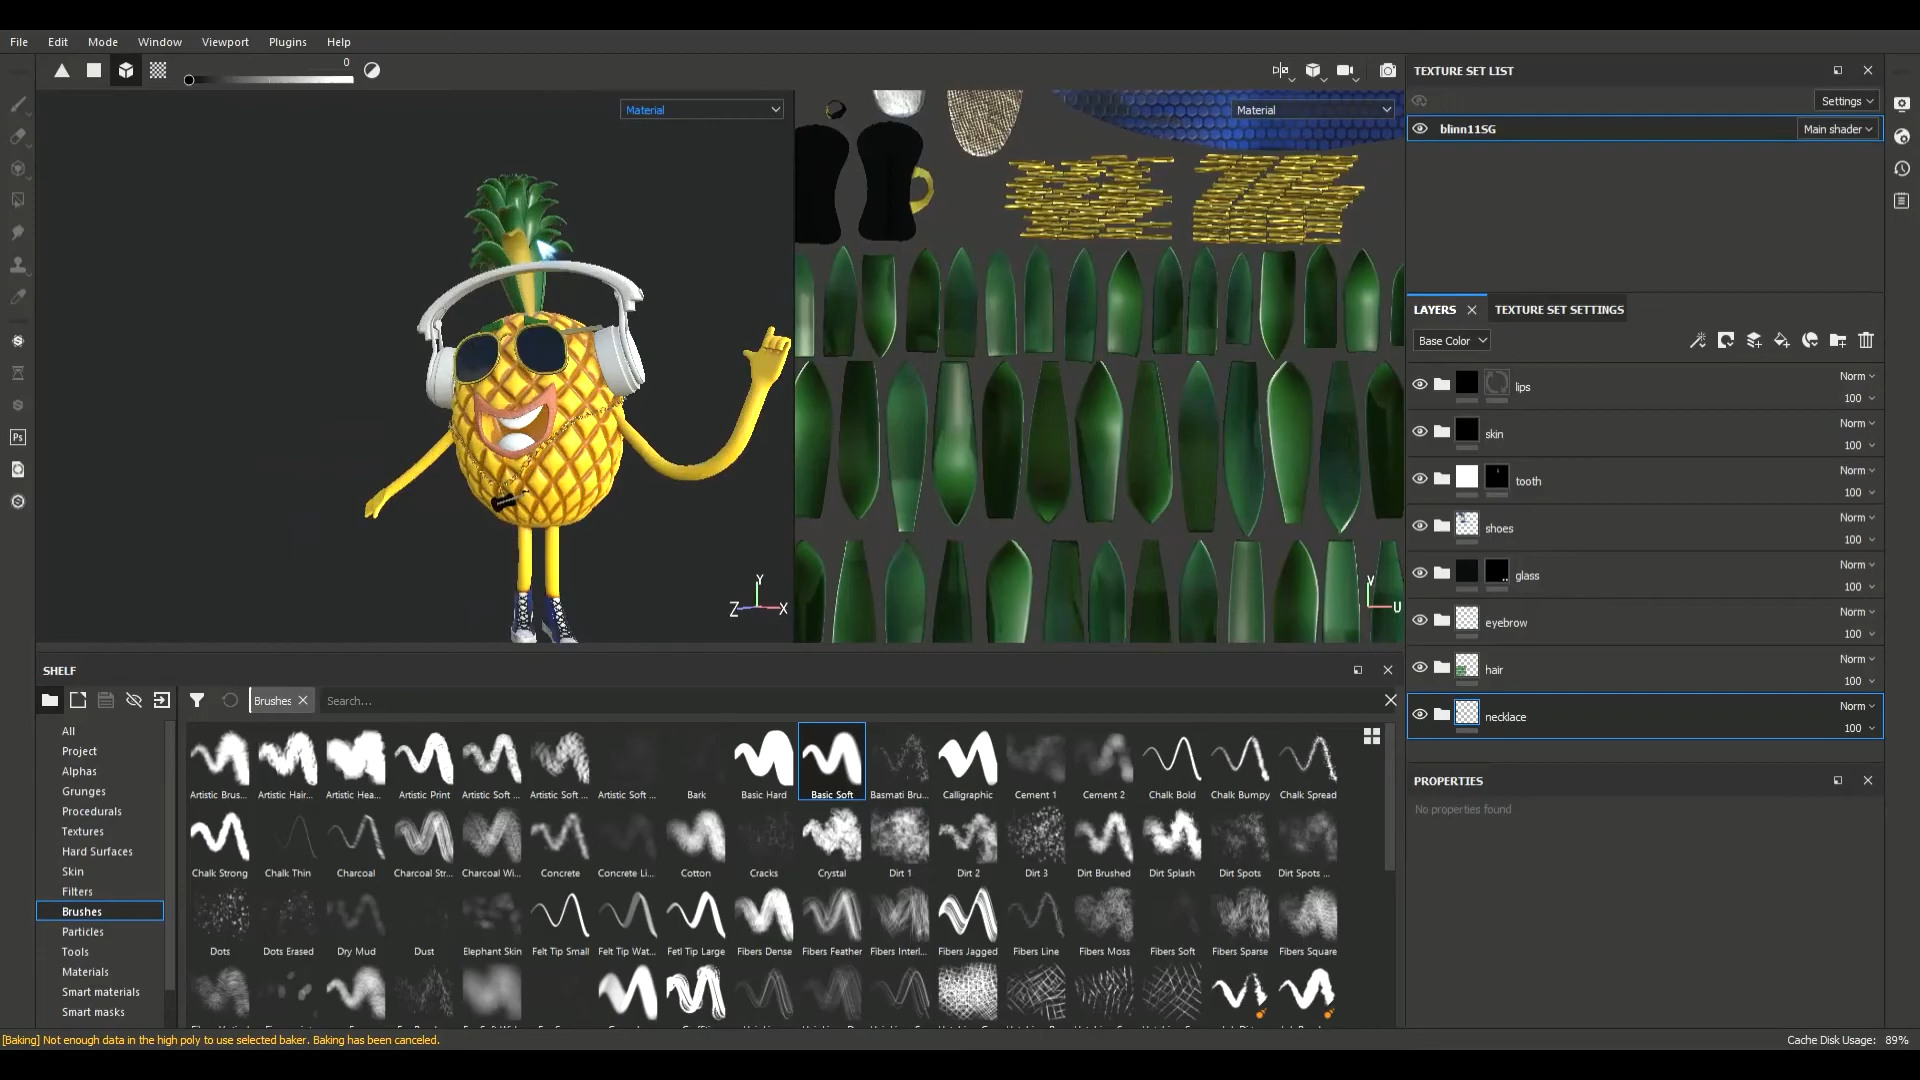 File Edit Mode Window Viewport Plugins Help
0
TEXTURE SET LIST
Settings
Material
Material
blinn11SG Main shader
LAYERS TEXTURE SET SETTINGS
Base Color
lips Norm 100
skin Norm 100
tooth Norm 100
shoes Norm 100
glass Norm 100
eyebrow Norm 100
hair Norm 100
necklace Norm 100
Y
Z X
V
U
Ps
SHELF
Brushes Search...
All
Project
Alphas
Grunges
Procedurals
Textures
Hard Surfaces
Skin
Filters
Brushes
Particles
Tools
Materials
Smart materials
Smart masks
Artistic Brus... Artistic Hair... Artistic Hea... Artistic Print Artistic Soft ... Artistic Soft ... Artistic Soft ... Bark Basic Hard Basic Soft Basmati Bru... Calligraphic Cement 1 Cement 2 Chalk Bold Chalk Bumpy Chalk Spread
Chalk Strong Chalk Thin Charcoal Charcoal Str... Charcoal Wi... Concrete Concrete Li... Cotton Cracks Crystal Dirt 1 Dirt 2 Dirt 3 Dirt Brushed Dirt Splash Dirt Spots Dirt Spots ...
Dots Dots Erased Dry Mud Dust Elephant Skin Felt Tip Small Felt Tip Wat... Fetl Tip Large Fibers Dense Fibers Feather Fibers Interl... Fibers Jagged Fibers Line Fibers Moss Fibers Soft Fibers Sparse Fibers Square
PROPERTIES
No properties found
[Baking] Not enough data in the high poly to use selected baker. Baking has been canceled.
Cache Disk Usage: 89%